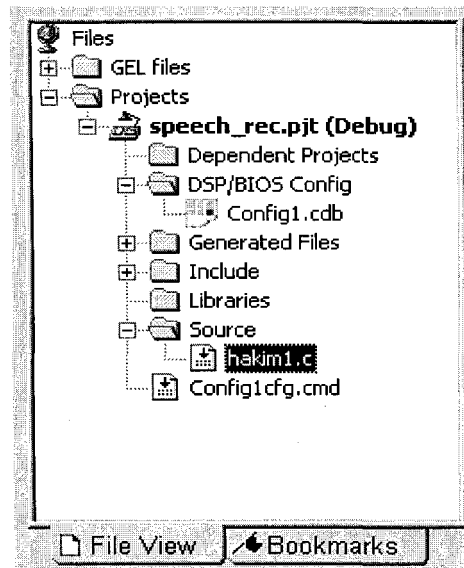 Files
GEL files
Projects
speech_rec.pjt (Debug)
Dependent Projects
DSP/BIOS Config
Config1.cdb
Generated Files
Include
Libraries
Source
hakim1.c
Config1cfg.cmd
File View Bookmarks